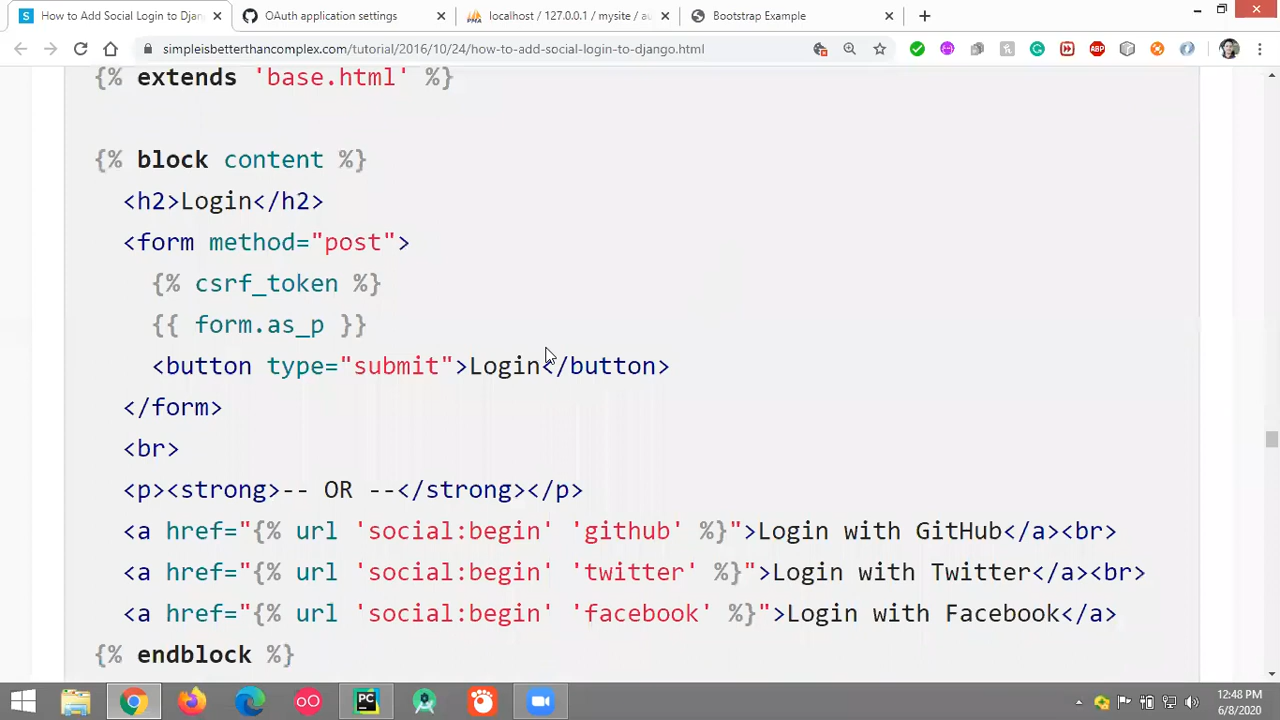 How to Add Social Login to Djan
OAuth application settings
localhost / 127.0.0.1 / mysite / au
Bootstrap Example
simpleisbetterthancomplex.com/tutorial/2016/10/24/how-to-add-social-login-to-django.html
{% extends 'base.html' %}
{% block content %}
<h2>Login</h2>
<form method="post">
{% csrf_token %}
{{ form.as_p }}
<button type="submit">Login</button>
</form>
<br>
<p><strong>-- OR --</strong></p>
<a href="{% url 'social:begin' 'github' %}">Login with GitHub</a><br>
<a href="{% url 'social:begin' 'twitter' %}">Login with Twitter</a><br>
<a href="{% url 'social:begin' 'facebook' %}">Login with Facebook</a>
{% endblock %}
12:48 PM
6/8/2020